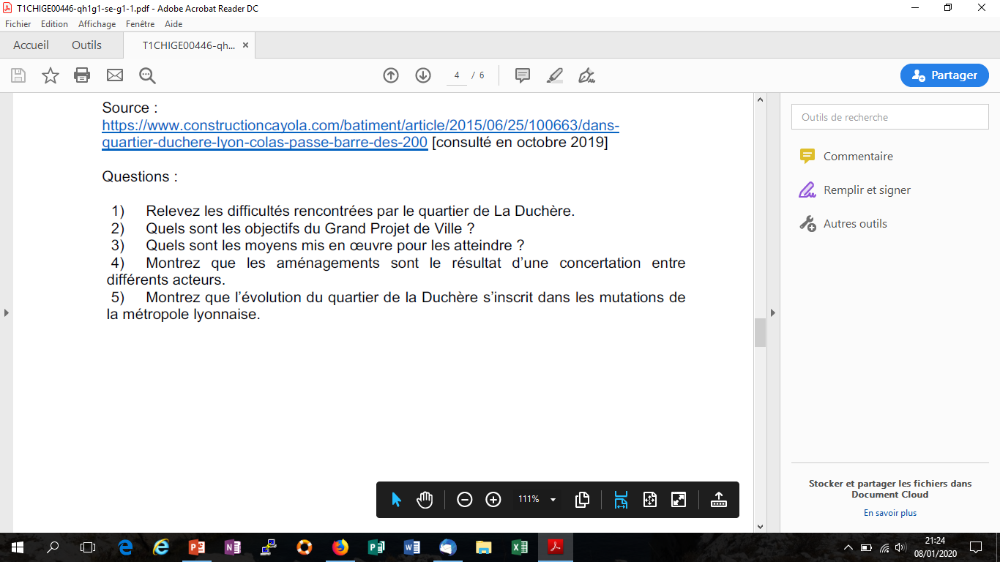 T1CHIGE00446-qh1g1-se-g1-1.pdf - Adobe Acrobat Reader DC
Fichier Edition Affichage Fenêtre Aide
Accueil Outils T1CHIGE00446-qh... ×
4 / 6
Partager
Source :
https://www.constructioncayola.com/batiment/article/2015/06/25/100663/dans-
quartier-duchere-lyon-colas-passe-barre-des-200 [consulté en octobre 2019]
Questions :
1) Relevez les difficultés rencontrées par le quartier de La Duchère.
2) Quels sont les objectifs du Grand Projet de Ville ?
3) Quels sont les moyens mis en œuvre pour les atteindre ?
4) Montrez que les aménagements sont le résultat d'une concertation entre
différents acteurs.
5) Montrez que l'évolution du quartier de la Duchère s'inscrit dans les mutations de
la métropole lyonnaise.
Outils de recherche
Commentaire
Remplir et signer
Autres outils
Stocker et partager les fichiers dans
Document Cloud
En savoir plus
111%
21:24
08/01/2020